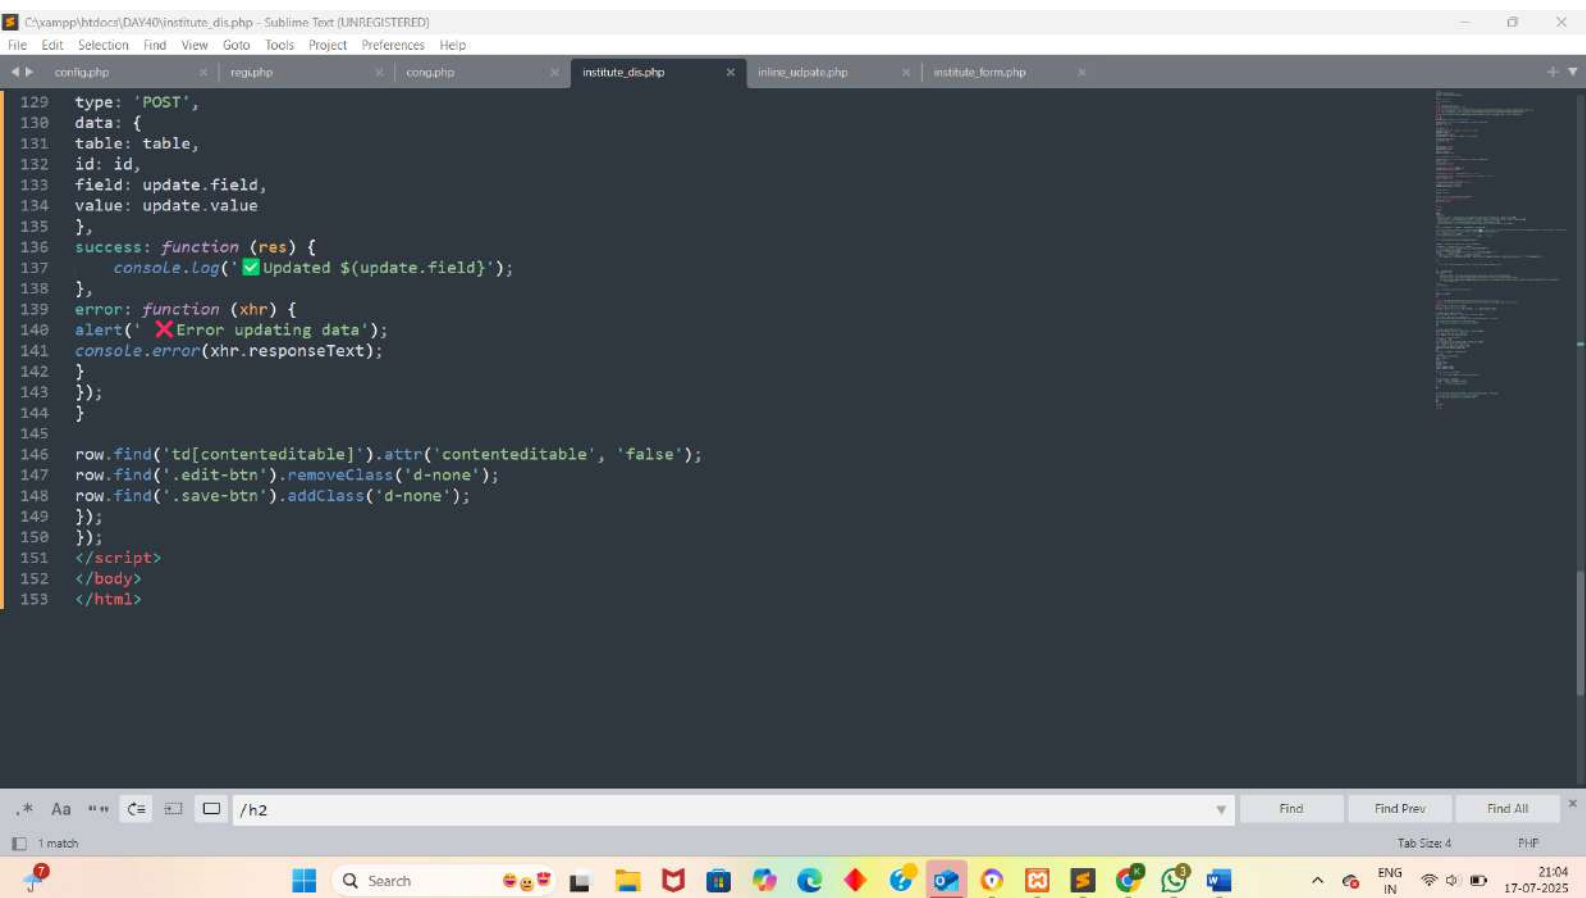 C:\xampp\htdocs\DAY40\institute_dis.php - Sublime Text (UNREGISTERED)
File Edit Selection Find View Goto Tools Project Preferences Help
config.php regi.php cong.php institute_dis.php inline_udpate.php institute_form.php
129 type: 'POST',
130 data: {
131 table: table,
132 id: id,
133 field: update.field,
134 value: update.value
135 },
136 success: function (res) {
137 console.log('✅Updated $(update.field}');
138 },
139 error: function (xhr) {
140 alert(' ❌Error updating data');
141 console.error(xhr.responseText);
142 }
143 });
144 }
145
146 row.find('td[contenteditable]').attr('contenteditable', 'false');
147 row.find('.edit-btn').removeClass('d-none');
148 row.find('.save-btn').addClass('d-none');
149 });
150 });
151 </script>
152 </body>
153 </html>
.* Aa "" /h2 Find Find Prev Find All
1 match Tab Size: 4 PHP
7 Search 3 ENG IN 21:04
17-07-2025